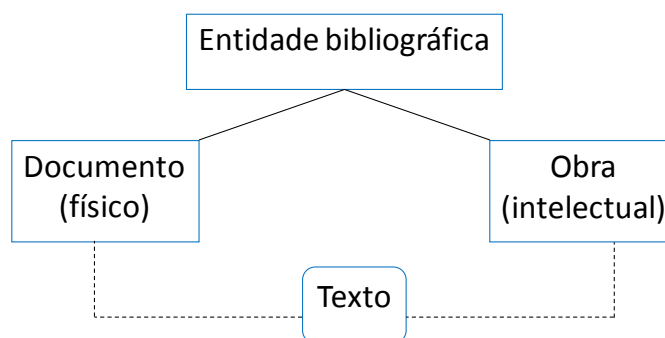 Entidade bibliográfica
Documento
(físico)
Obra
(intelectual)
Texto